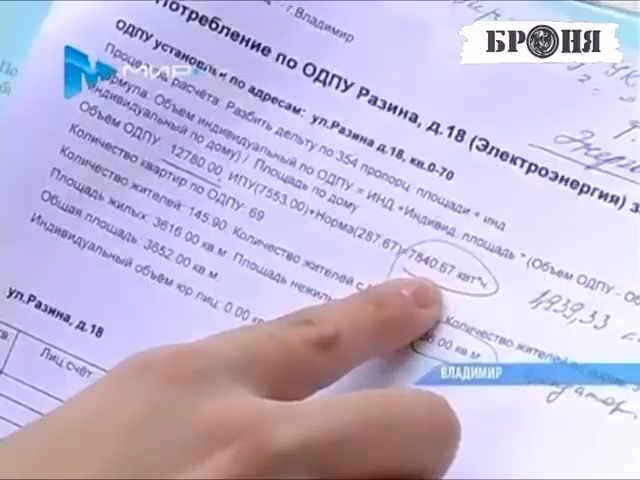 г.Владимир
БРОНЯ
Потребление по ОДПУ Разина, д.18 (Электроэнергия) з
ОДПУ установлен по адресам: ул.Разина д.18, кв.0-70
МИР
расчёта. Разбить дельту по 354 пропорц. площади + инд
формула: Объем индивидуальный по ОДПУ = ИНД +Индивид. площадь * (Объем ОДПУ - Об
индивидуальный по дому) / Площадь по дому
Объем ОДПУ: 12780.00, ИПУ(7553.00)+Норма(287.67)=7840.67 квт*ч
Количество квартир по ОДПУ: 69
Количество жителей: 145.90. Количество жителей с Количество жителей по
Площадь жилых: 3616.00 кв.м. Площадь нежилых 36.00 кв.м
Общая площадь: 3652.00 кв.м.
Индивидуальный объем юр лиц: 0.00
1939,33
ул.Разина, д.18
Лиц.счёт
ВЛАДИМИР